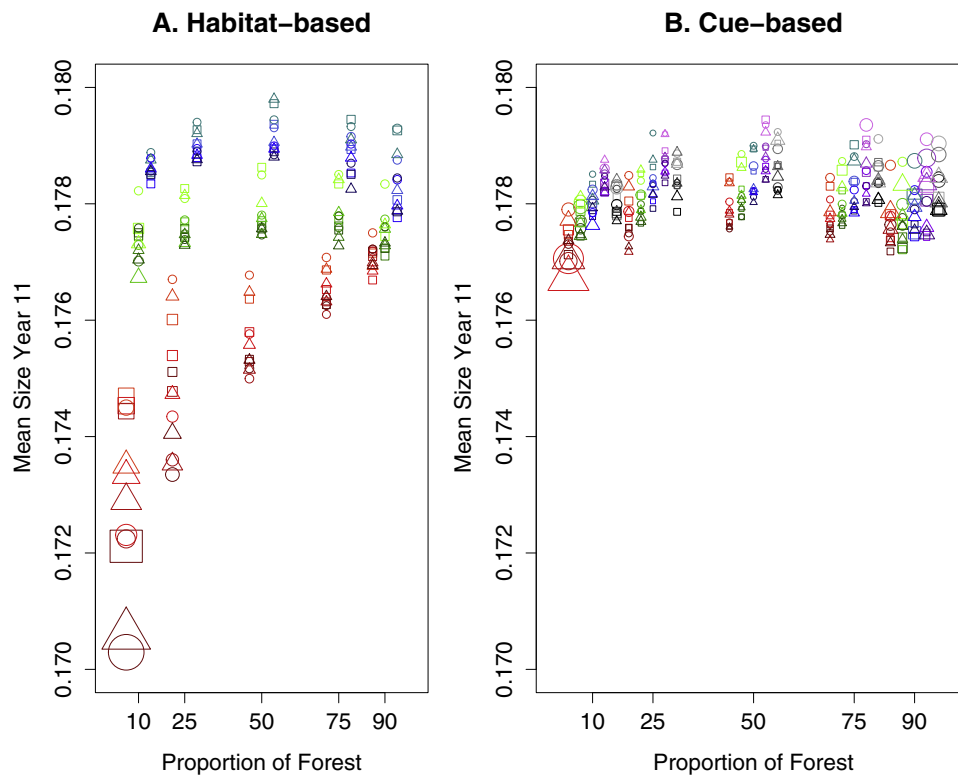 A. Habitat–based
B. Cue–based
Mean Size Year 11
0.180
0.178
0.176
0.174
0.172
0.170
10 25 50 75 90
Proportion of Forest
Mean Size Year 11
0.180
0.178
0.176
0.174
0.172
0.170
10 25 50 75 90
Proportion of Forest